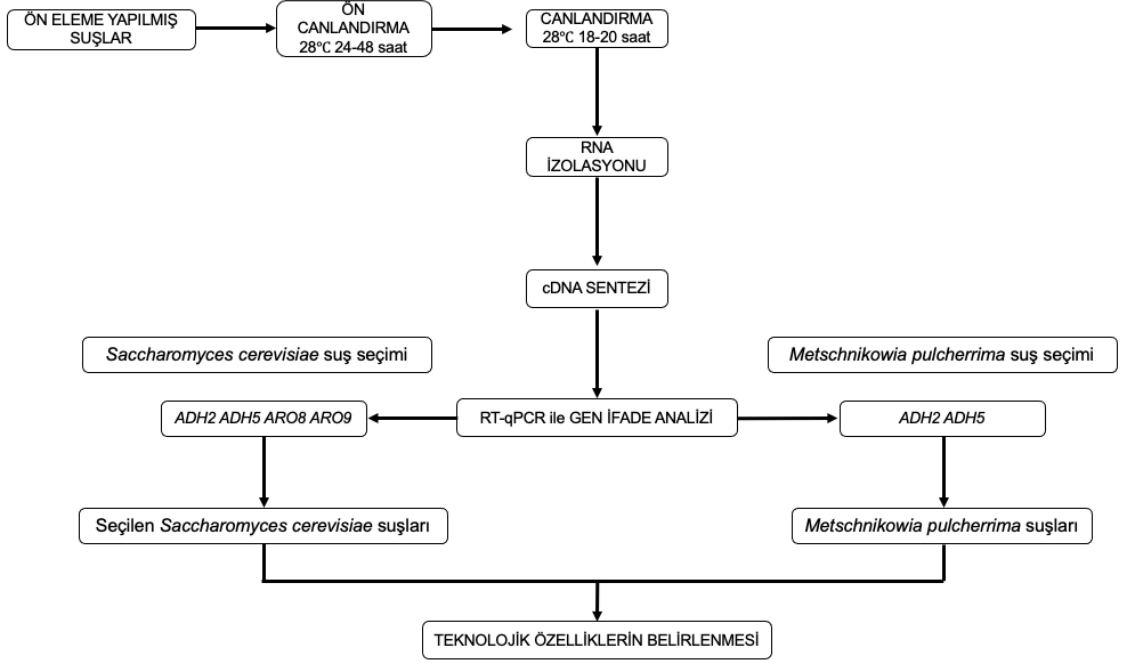 ÖN ELEME YAPILMIŞ
SUŞLAR
ÖN
CANLANDIRMA
28℃ 24-48 saat
CANLANDIRMA
28℃ 18-20 saat
RNA
İZOLASYONU
cDNA SENTEZİ
Saccharomyces cerevisiae suş seçimi
Metschnikowia pulcherrima suş seçimi
ADH2 ADH5 ARO8 ARO9
RT-qPCR ile GEN İFADE ANALİZİ
ADH2 ADH5
Seçilen Saccharomyces cerevisiae suşları
Metschnikowia pulcherrima suşları
TEKNOLOJİK ÖZELLİKLERİN BELİRLENMESİ